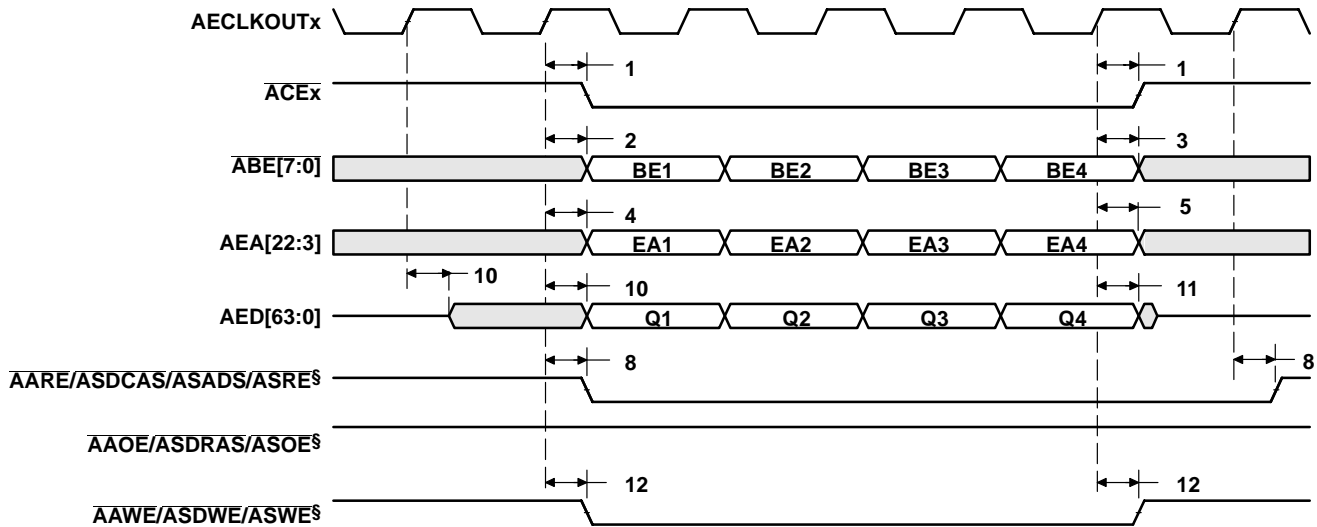 AECLKOUTx
1 1
ACEx
2 3
ABE[7:0] BE1 BE2 BE3 BE4
4 5
AEA[22:3] EA1 EA2 EA3 EA4
10 10 11
AED[63:0] Q1 Q2 Q3 Q4
8 8
AARE/ASDCAS/ASADS/ASRE§
AAOE/ASDRAS/ASOE§
12 12
AAWE/ASDWE/ASWE§